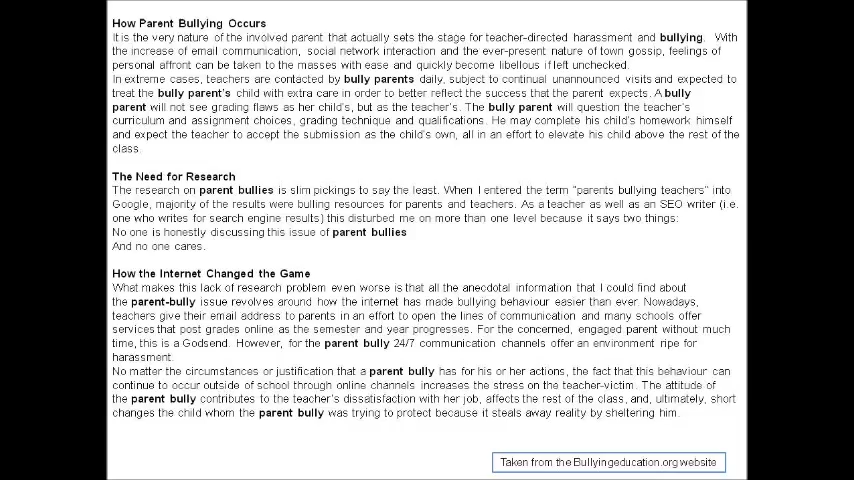 How Parent Bullying Occurs
It is the very nature of the involved parent that actually sets the stage for teacher-directed harassment and bullying. With
the increase of email communication, social network interaction and the ever-present nature of town gossip, feelings of
personal affront can be taken to the masses with ease and quickly become libellous if left unchecked.
In extreme cases, teachers are contacted by bully parents daily, subject to continual unannounced visits and expected to
treat the bully parent's child with extra care in order to better reflect the success that the parent expects. A bully
parent will not see grading flaws as her child's, but as the teacher's. The bully parent will question the teacher's
curriculum and assignment choices, grading technique and qualifications. He may complete his child's homework himself
and expect the teacher to accept the submission as the child's own, all in an effort to elevate his child above the rest of the
class.
The Need for Research
The research on parent bullies is slim pickings to say the least. When I entered the term "parents bullying teachers" into
Google, majority of the results were bulling resources for parents and teachers. As a teacher as well as an SEO writer (i.e.
one who writes for search engine results) this disturbed me on more than one level because it says two things:
No one is honestly discussing this issue of parent bullies
And no one cares.
How the Internet Changed the Game
What makes this lack of research problem even worse is that all the anecdotal information that I could find about
the parent-bully issue revolves around how the internet has made bullying behaviour easier than ever. Nowadays,
teachers give their email address to parents in an effort to open the lines of communication and many schools offer
services that post grades online as the semester and year progresses. For the concerned, engaged parent without much
time, this is a Godsend. However, for the parent bully 24/7 communication channels offer an environment ripe for
harassment.
No matter the circumstances or justification that a parent bully has for his or her actions, the fact that this behaviour can
continue to occur outside of school through online channels increases the stress on the teacher-victim. The attitude of
the parent bully contributes to the teacher's dissatisfaction with her job, affects the rest of the class, and, ultimately, short
changes the child whom the parent bully was trying to protect because it steals away reality by sheltering him.
Taken from the Bullyingeducation.org website